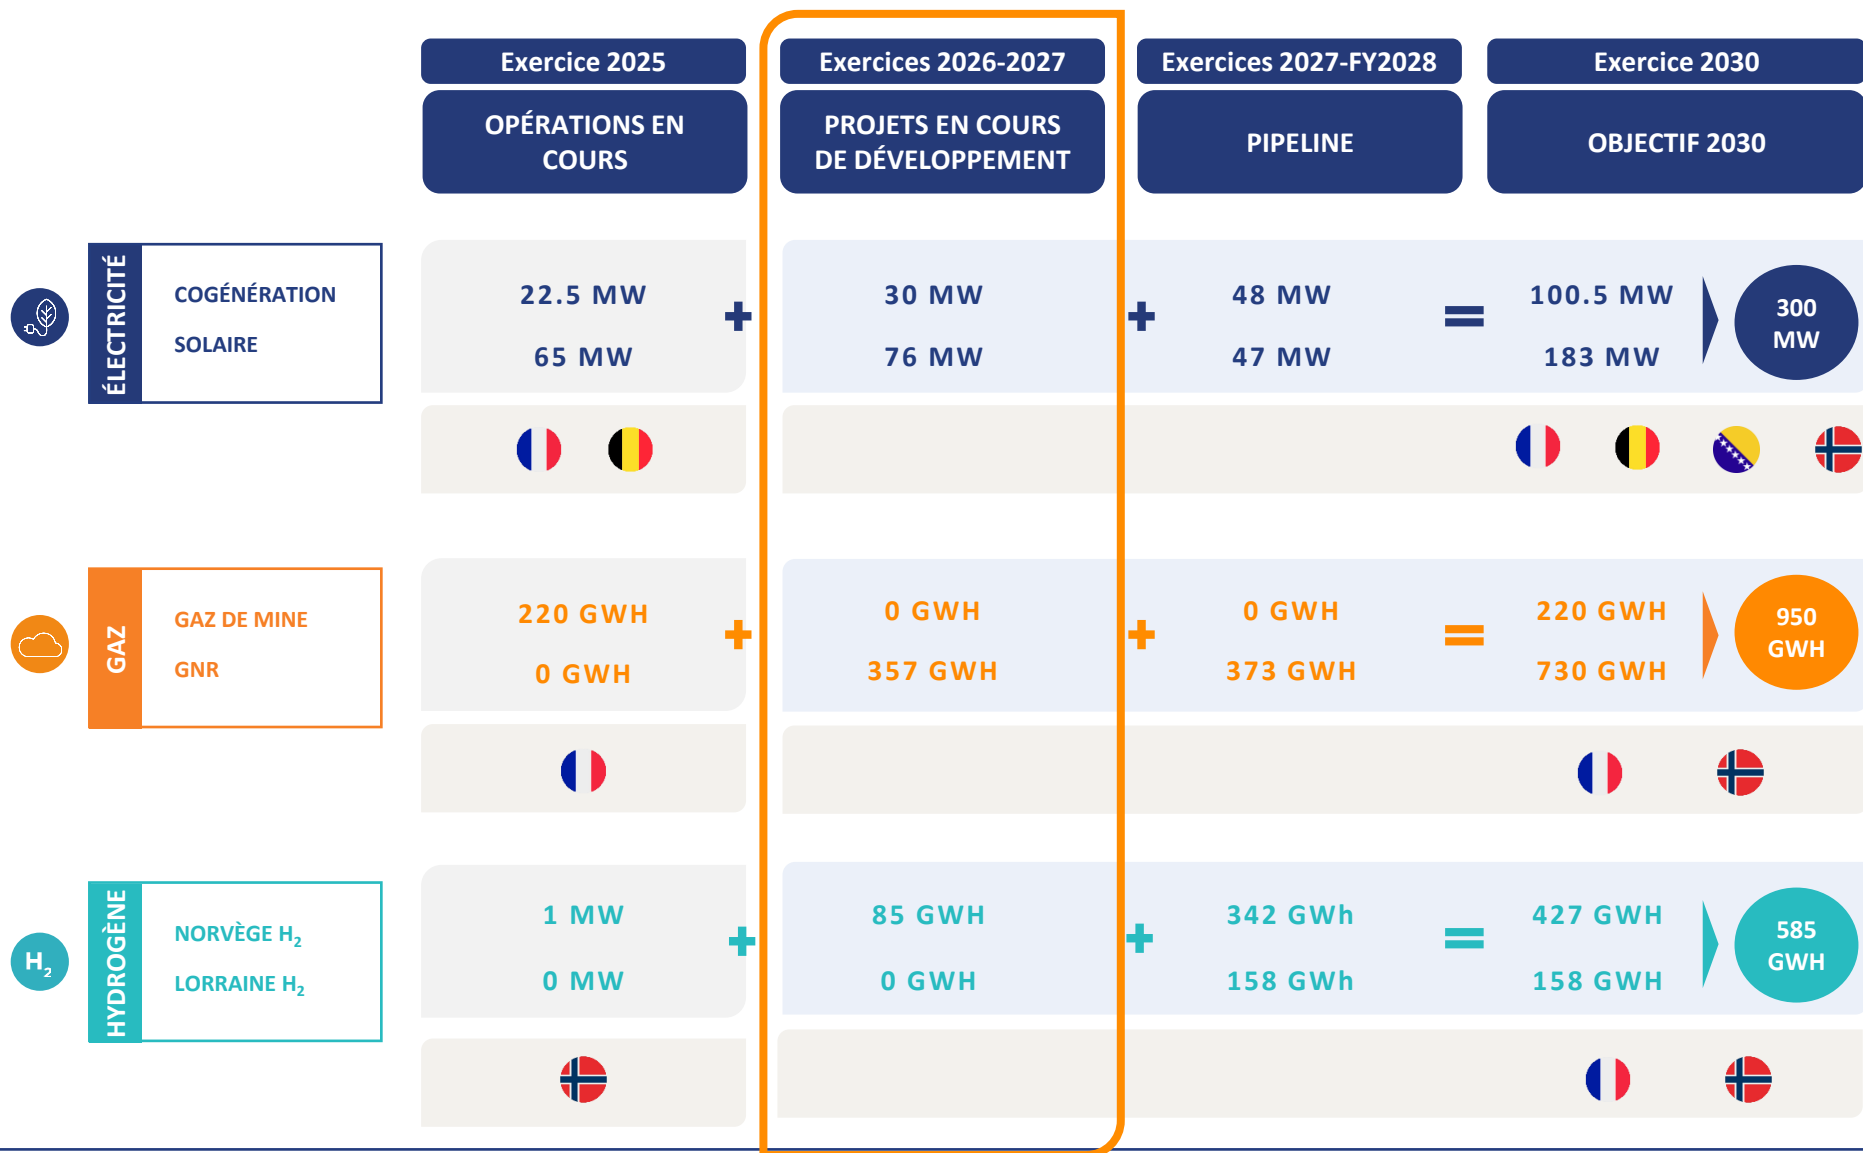 Exercice 2025
Exercices 2026-2027
Exercices 2027-FY2028
Exercice 2030
OPÉRATIONS EN
COURS
PROJETS EN COURS
DE DÉVELOPPEMENT
PIPELINE
OBJECTIF 2030
ÉLECTRICITÉ
COGÉNÉRATION
22.5 MW
+
30 MW
+
48 MW
=
100.5 MW
SOLAIRE
65 MW
76 MW
47 MW
183 MW
300
MW
GAZ
GAZ DE MINE
220 GWH
+
0 GWH
+
0 GWH
=
220 GWH
GNR
0 GWH
357 GWH
373 GWH
730 GWH
950
GWH
H₂
HYDROGÈNE
NORVÈGE H₂
1 MW
+
85 GWH
+
342 GWh
=
427 GWH
LORRAINE H₂
0 MW
0 GWH
158 GWh
158 GWH
585
GWH